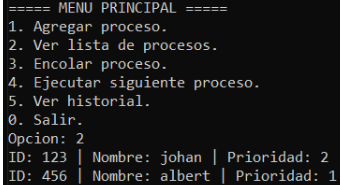 ===== MENU PRINCIPAL =====
1. Agregar proceso.
2. Ver lista de procesos.
3. Encolar proceso.
4. Ejecutar siguiente proceso.
5. Ver historial.
0. Salir.
Opcion: 2
ID: 123 | Nombre: johan | Prioridad: 2
ID: 456 | Nombre: albert | Prioridad: 1